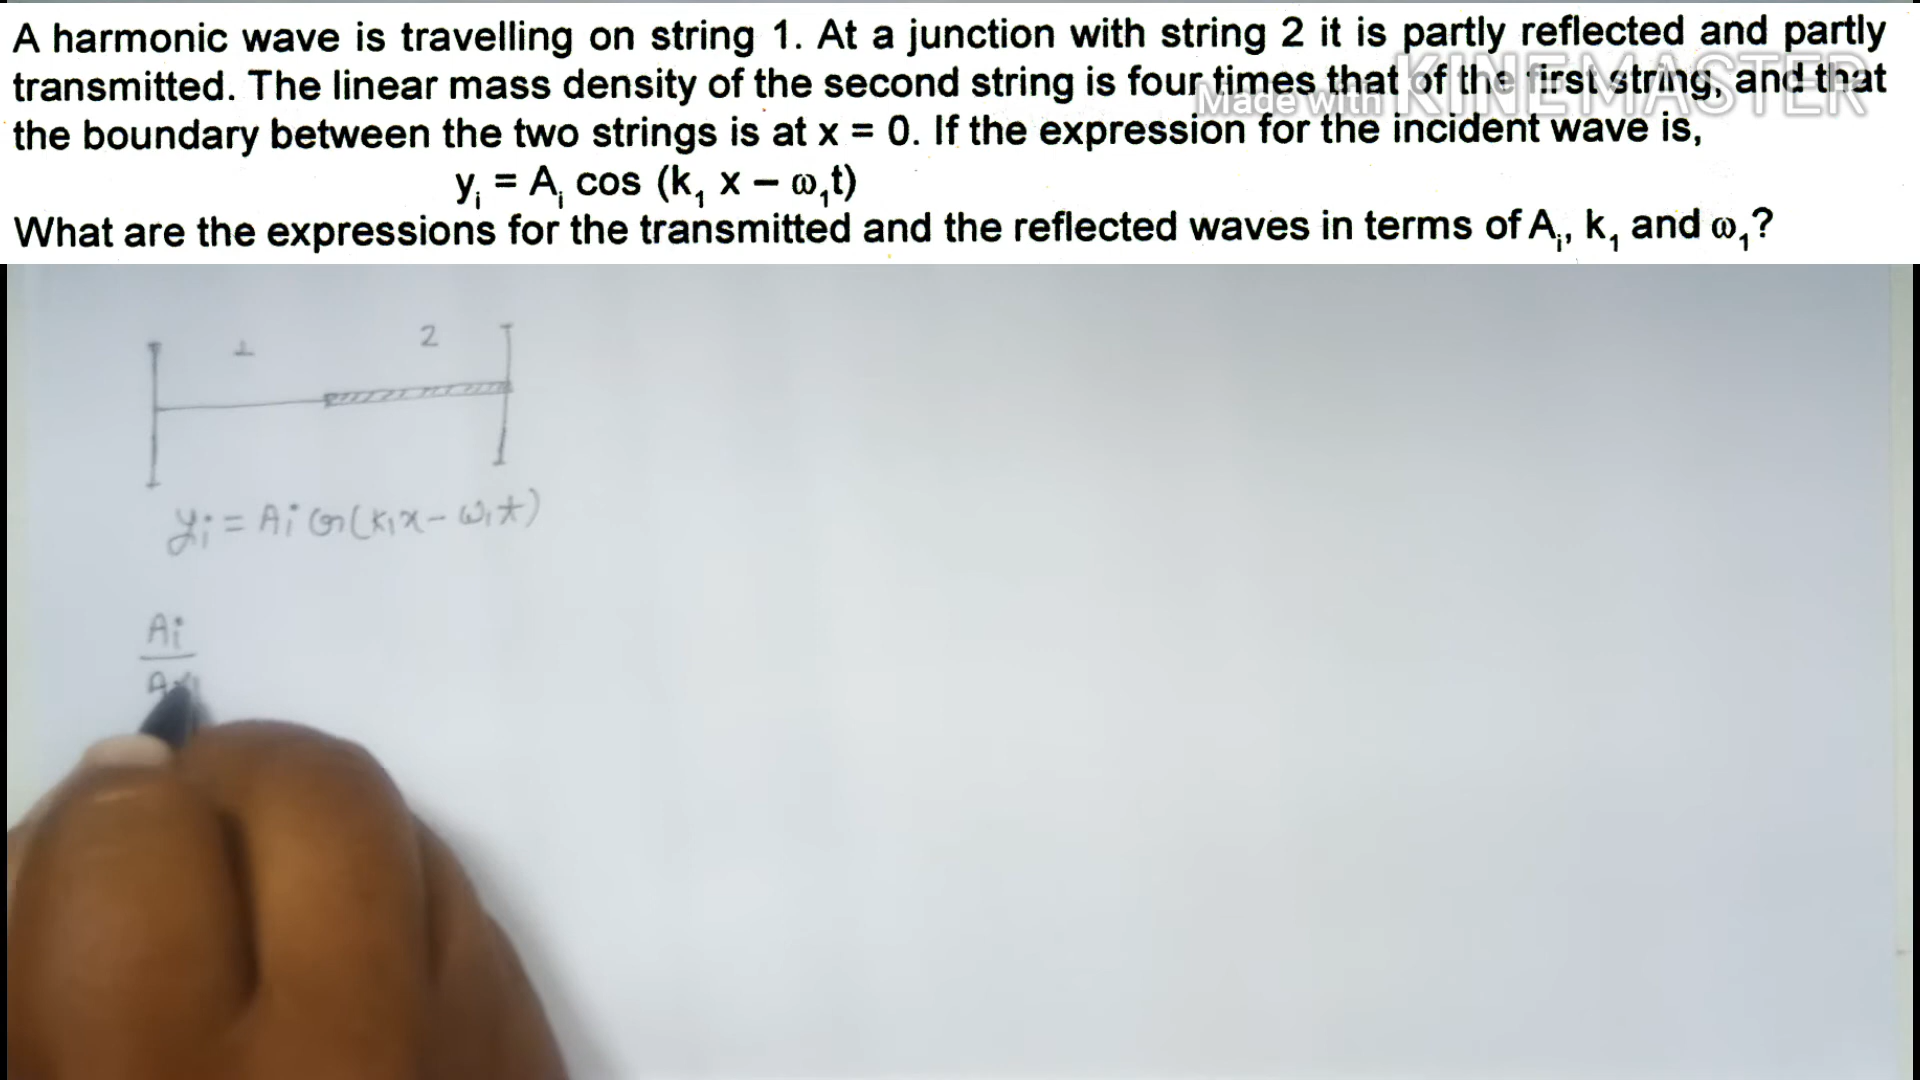 A harmonic wave is travelling on string 1. At a junction with string 2 it is partly reflected and partly
transmitted. The linear mass density of the second string is four times that of the first string, and that
Made with KINEMASTER
the boundary between the two strings is at x = 0. If the expression for the incident wave is,
yᵢ = Aᵢ cos (k₁ x – ω₁t)
What are the expressions for the transmitted and the reflected waves in terms of Aᵢ, k₁ and ω₁?
1 2
yᵢ = Aᵢ cos(k₁x – ω₁t)
Aᵢ
A